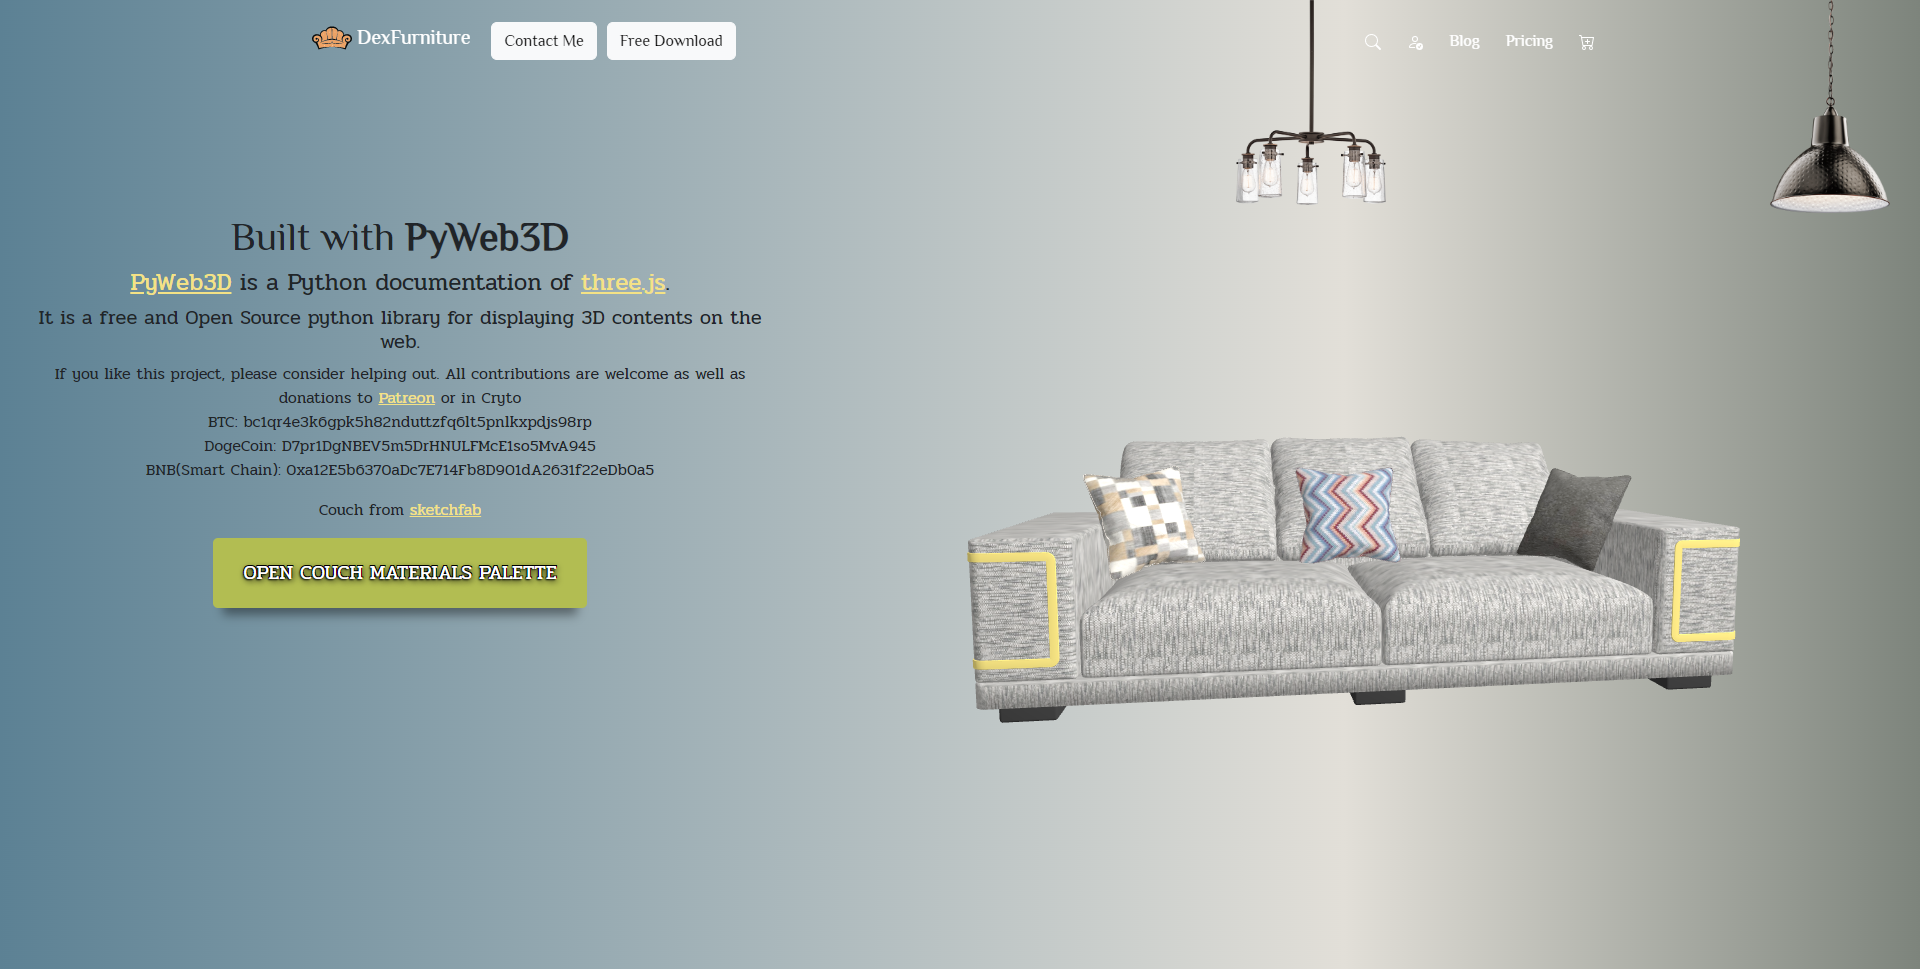 DexFurniture
Contact Me
Free Download
Blog
Pricing
Built with PyWeb3D
PyWeb3D is a Python documentation of three.js.
It is a free and Open Source python library for displaying 3D contents on the
web.
If you like this project, please consider helping out. All contributions are welcome as well as
donations to Patreon or in Cryto
BTC: bc1qr4e3k6gpk5h82nduttzfq6lt5pnlkxpdjs98rp
DogeCoin: D7pr1DgNBEV5m5DrHNULFMcE1so5MvA945
BNB(Smart Chain): 0xa12E5b6370aDc7E714Fb8D901dA2631f22eDb0a5
Couch from sketchfab
OPEN COUCH MATERIALS PALETTE